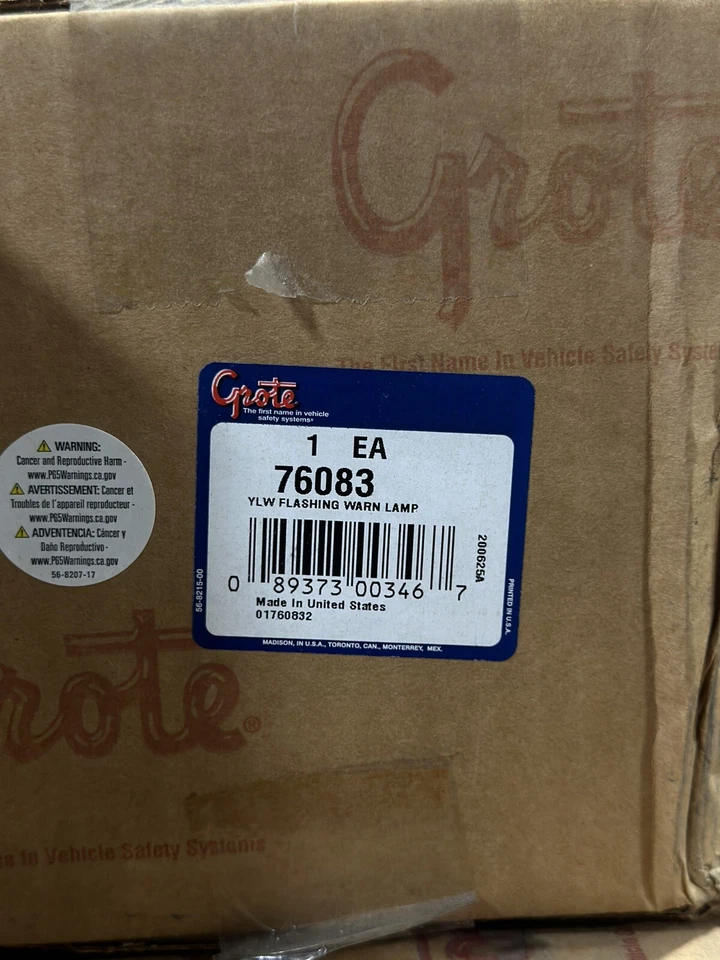 Grote
The First Name In Vehicle Safety Syste
Grote
The first name in vehicle
safety systems®
1 EA
76083
YLW FLASHING WARN LAMP
0 89373 00346 7
Made In United States
01760832
200625A
56-8215-00
PRINTED IN U.S.A.
MADISON, IN U.S.A., TORONTO, CAN., MONTERREY, MEX.
WARNING:
Cancer and Reproductive Harm -
www.P65Warnings.ca.gov
AVERTISSEMENT: Cancer et
Troubles de l'appareil reproducteur -
www.P65Warnings.ca.gov
ADVENTENCIA: Cáncer y
Daño Reproductivo -
www.P65Warnings.ca.gov
56-8207-17
rote®
In Vehicle Safety Systems